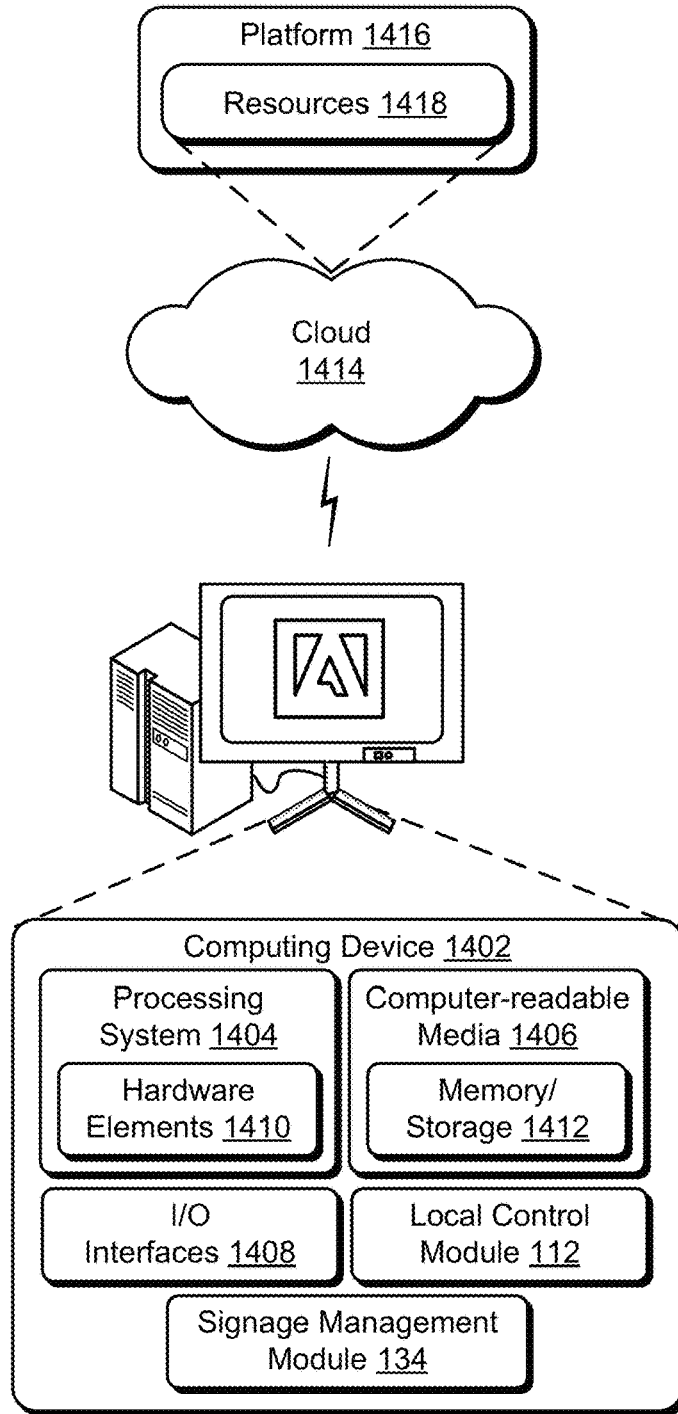 Platform 1416
Resources 1418
Cloud
1414
Computing Device 1402
Processing
System 1404
Hardware
Elements 1410
Computer-readable
Media 1406
Memory/
Storage 1412
I/O
Interfaces 1408
Local Control
Module 112
Signage Management
Module 134